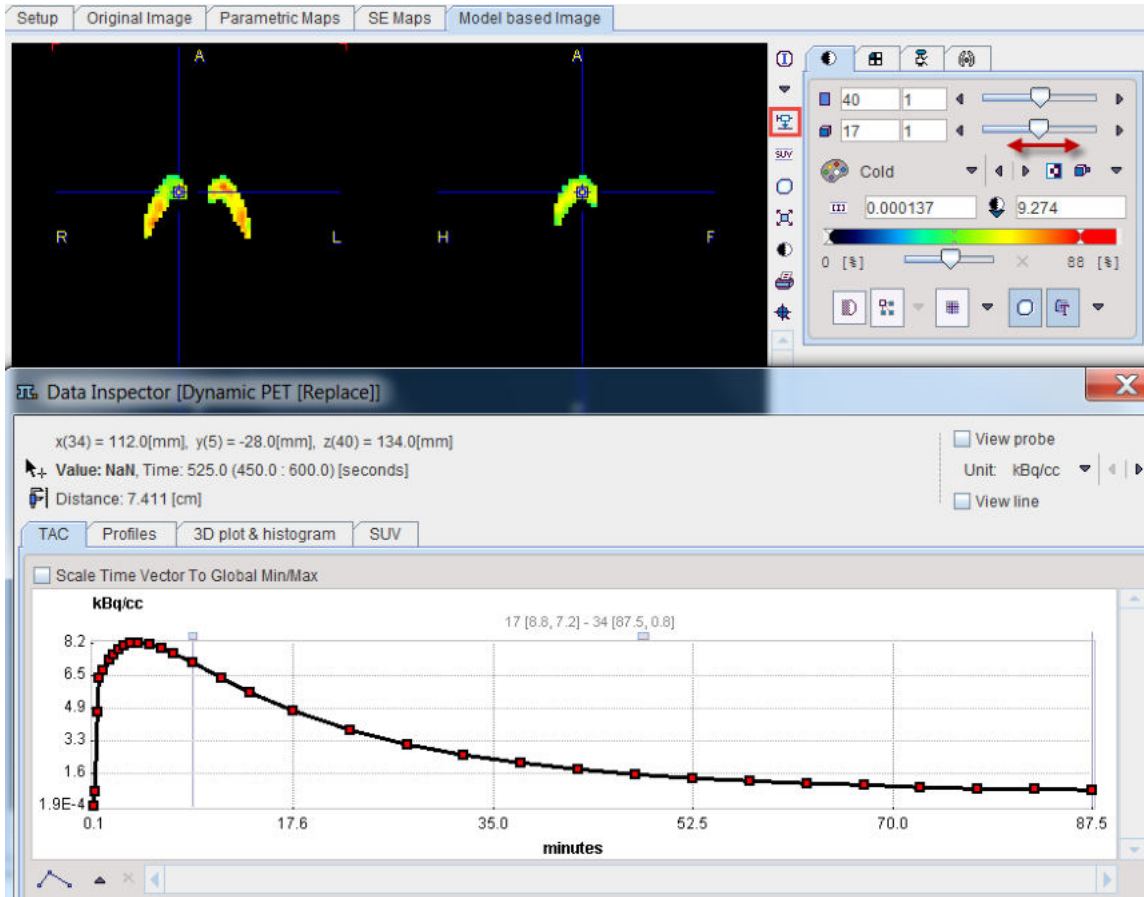 Setup Original Image Parametric Maps SE Maps Model based Image
A A
R L H F
SUV
40 1
17 1
Cold
0.000137 9.274
0 [%] 88 [%]
Data Inspector [Dynamic PET [Replace]]
x(34) = 112.0[mm], y(5) = -28.0[mm], z(40) = 134.0[mm]
View probe
Value: NaN, Time: 525.0 (450.0 : 600.0) [seconds]
Unit: kBq/cc
Distance: 7.411 [cm]
View line
TAC Profiles 3D plot & histogram SUV
Scale Time Vector To Global Min/Max
kBq/cc
17 [8.8, 7.2] - 34 [87.5, 0.8]
8.2
6.5
4.9
3.3
1.6
1.9E-4
0.1 17.6 35.0 52.5 70.0 87.5
minutes